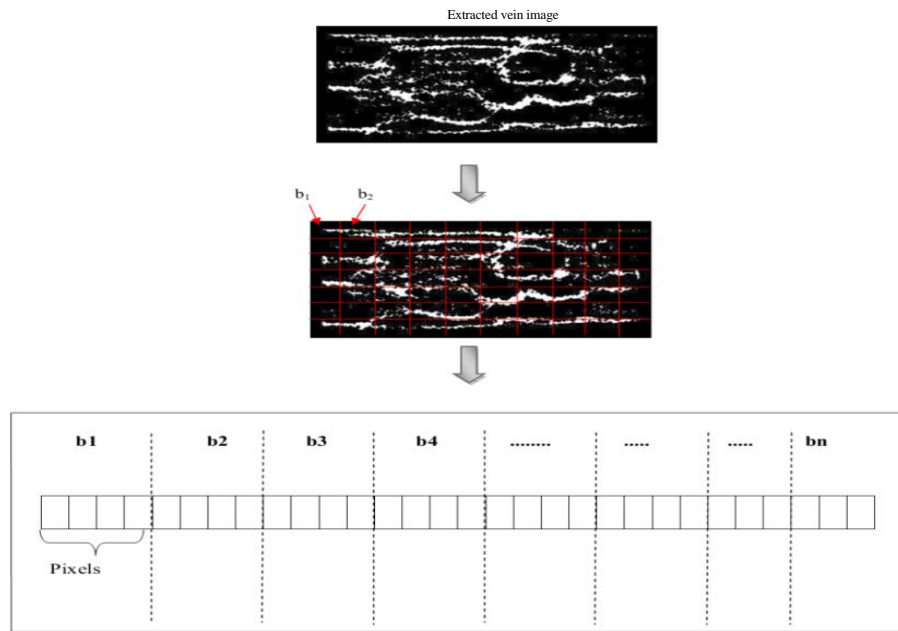 Extracted vein image
b₁ b₂
b1 b2 b3 b4 ........ ..... ..... bn
Pixels